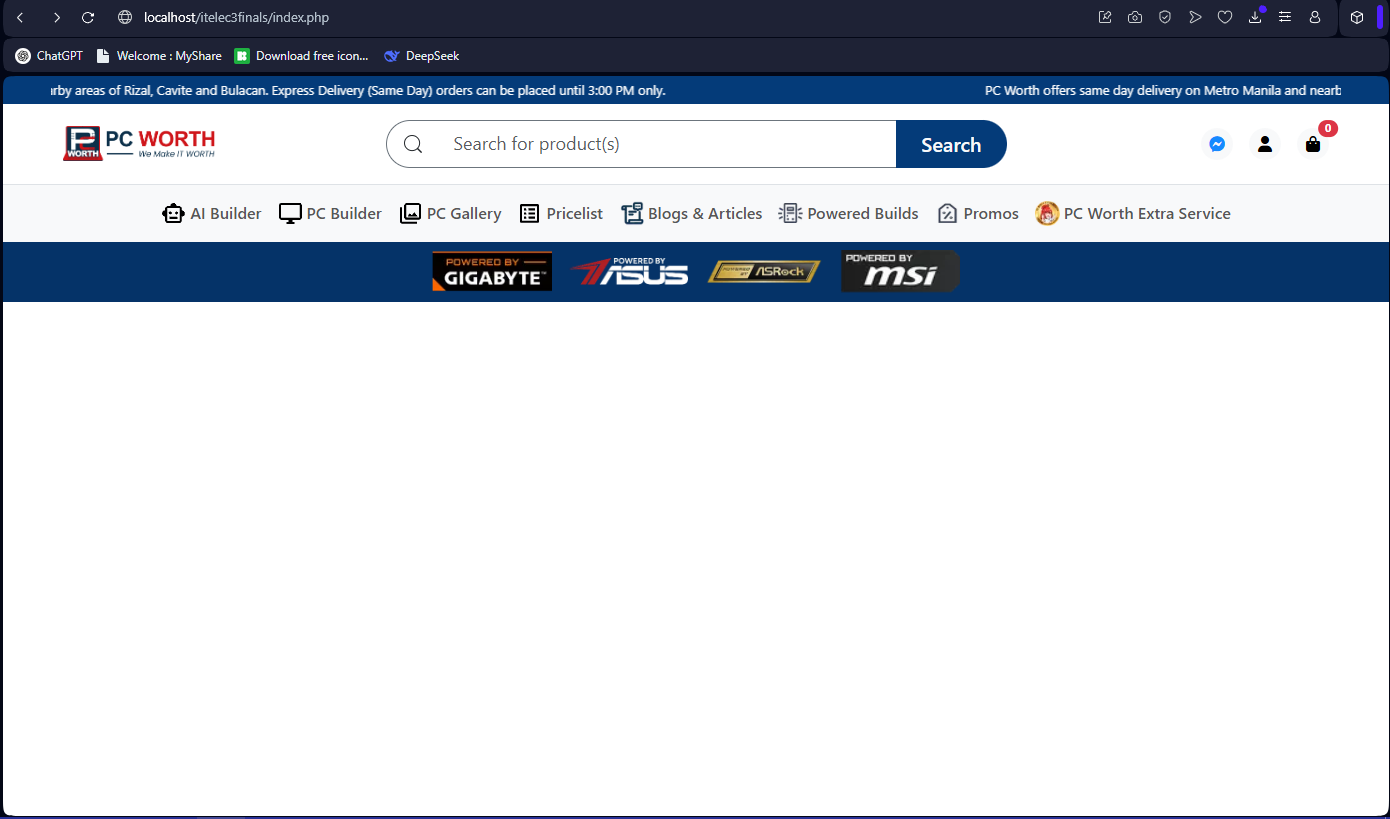 localhost/itelec3finals/index.php
ChatGPT
Welcome : MyShare
Download free icon...
DeepSeek
areas of Rizal, Cavite and Bulacan. Express Delivery (Same Day) orders can be placed until 3:00 PM only.
PC Worth offers same day delivery on Metro Manila and
WORTH
PC WORTH
We Make IT WORTH
Search for product(s)
Search
0
AI Builder
PC Builder
PC Gallery
Pricelist
Blogs & Articles
Powered Builds
Promos
PC Worth Extra Service
POWERED BY
GIGABYTE™
POWERED BY
ASUS
POWERED BY
ASRock
POWERED BY
msi